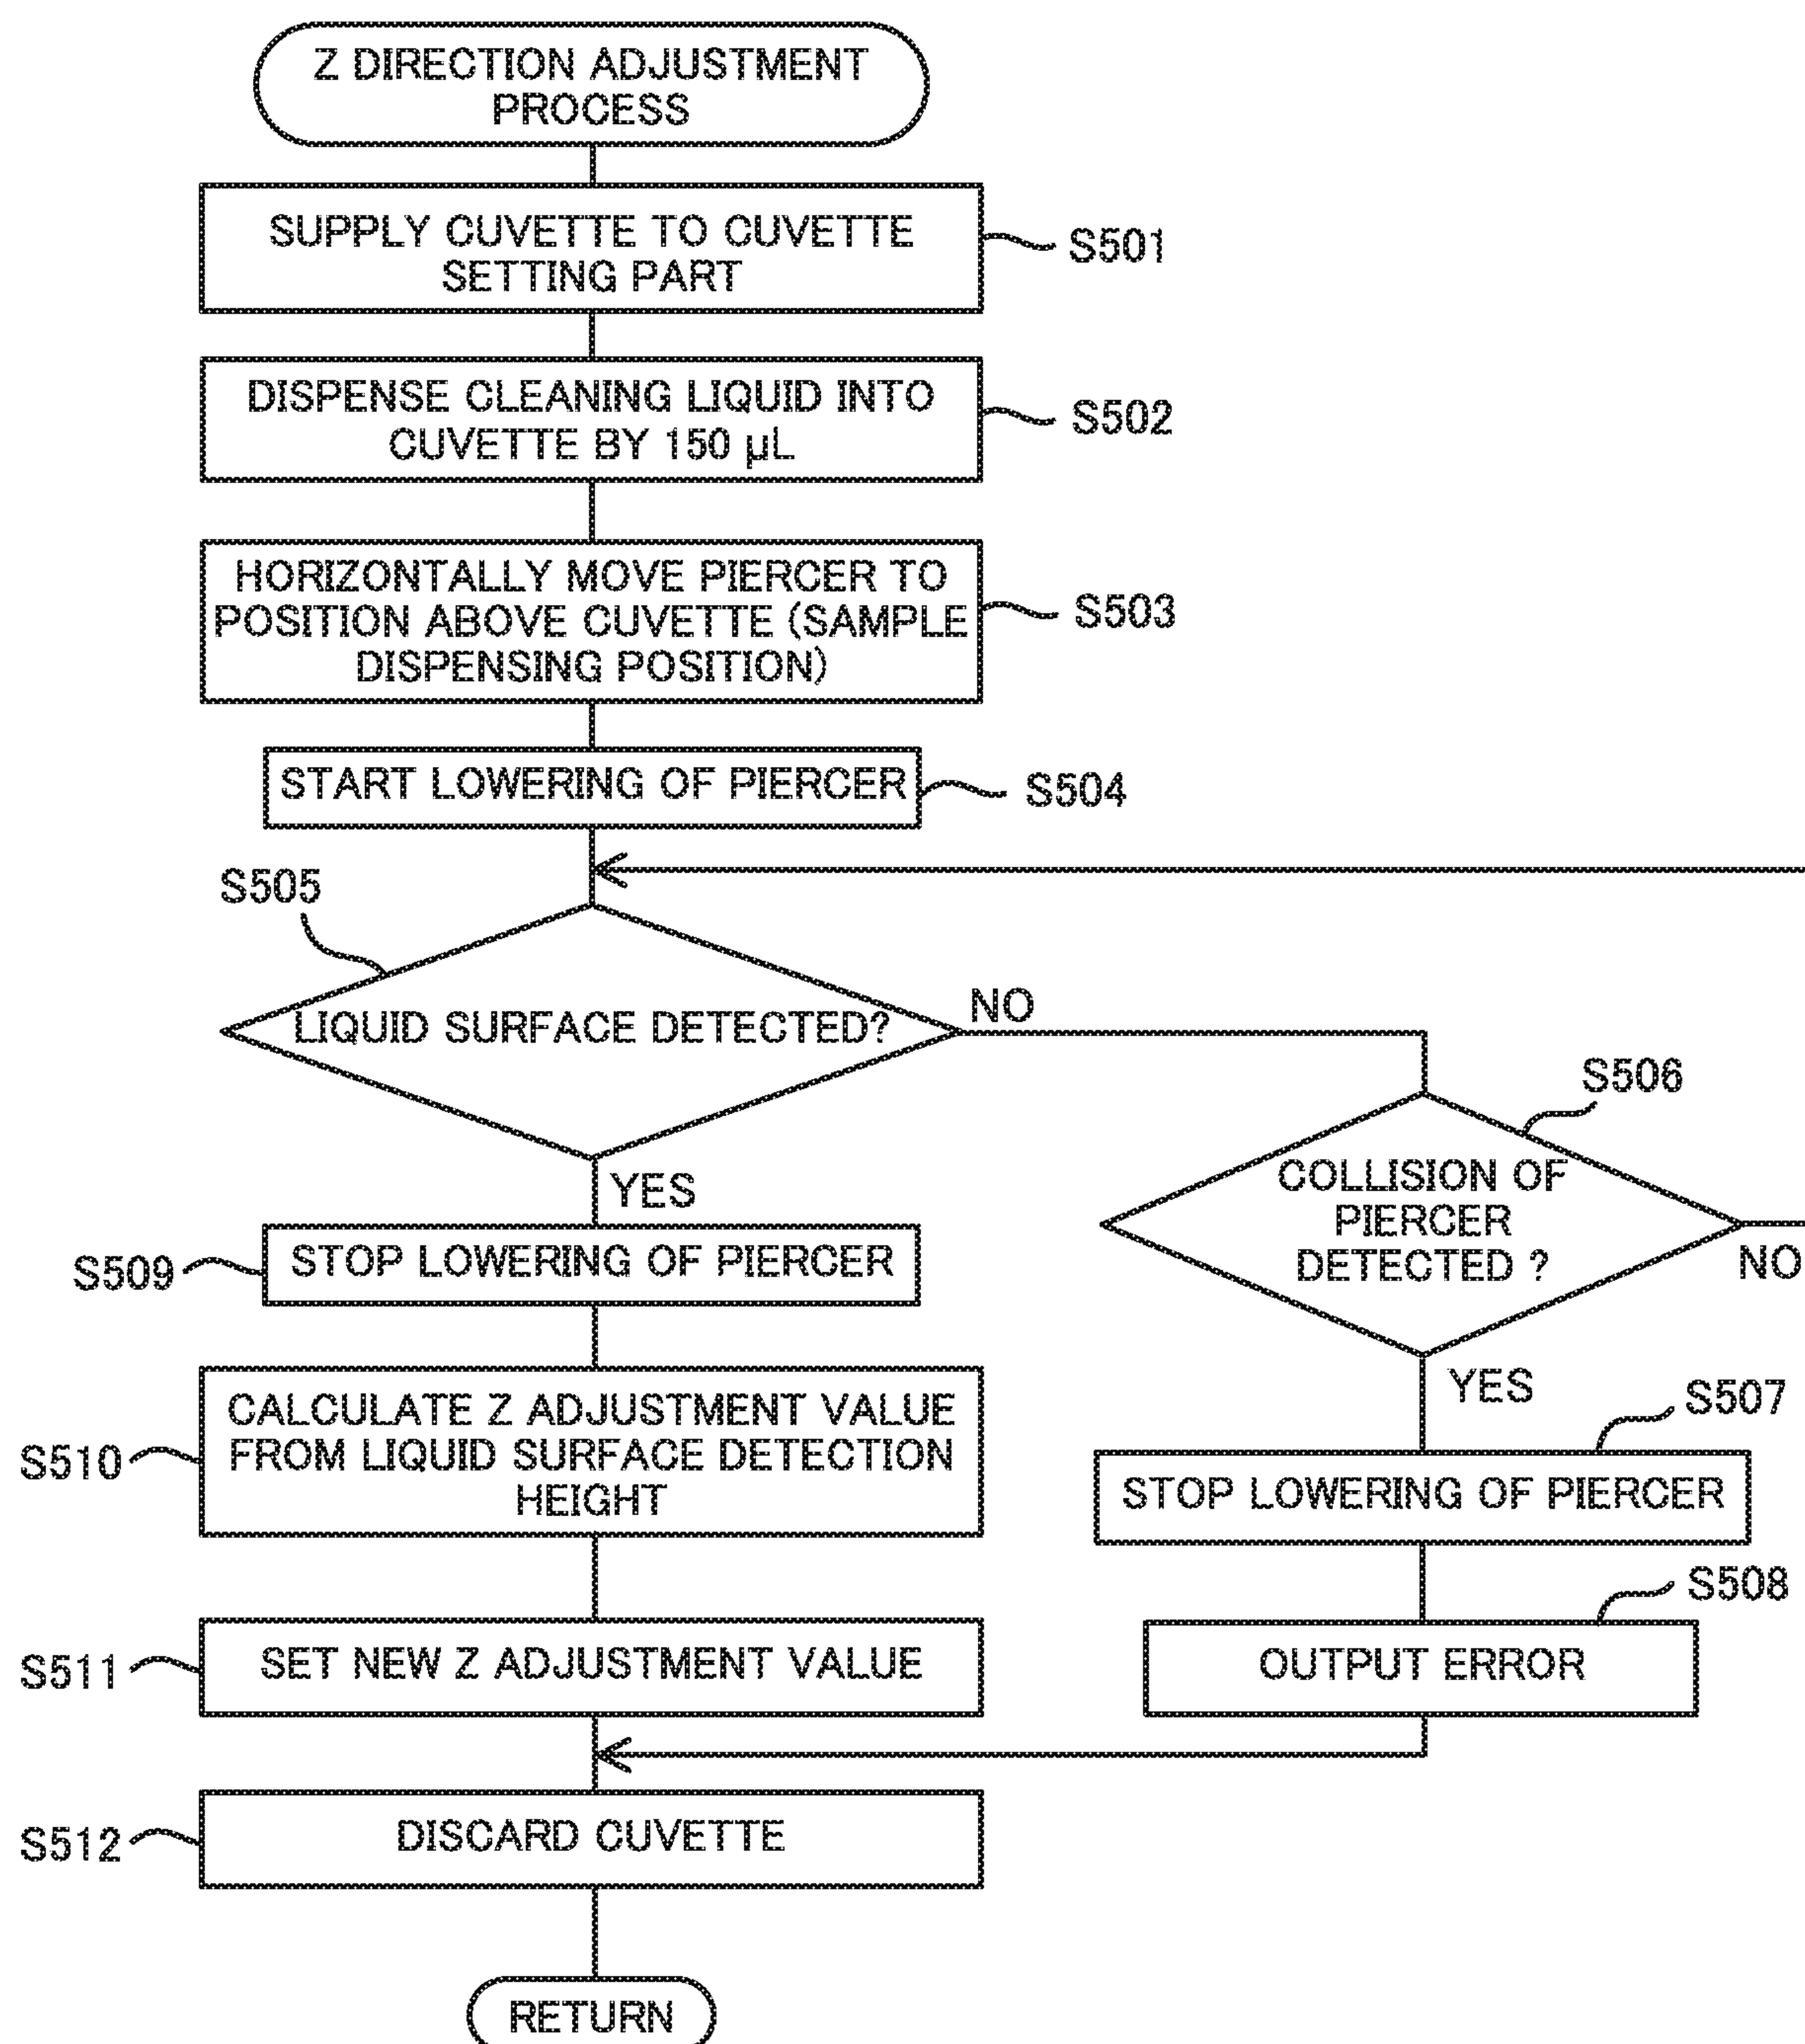 Z DIRECTION ADJUSTMENT
PROCESS
SUPPLY CUVETTE TO CUVETTE
SETTING PART
S501
DISPENSE CLEANING LIQUID INTO
CUVETTE BY 150 μL
S502
HORIZONTALLY MOVE PIERCER TO
POSITION ABOVE CUVETTE (SAMPLE
DISPENSING POSITION)
S503
START LOWERING OF PIERCER
S504
S505
LIQUID SURFACE DETECTED?
NO
YES
S506
COLLISION OF
PIERCER
DETECTED ?
NO
YES
S507
STOP LOWERING OF PIERCER
S508
OUTPUT ERROR
S509
STOP LOWERING OF PIERCER
S510
CALCULATE Z ADJUSTMENT VALUE
FROM LIQUID SURFACE DETECTION
HEIGHT
S511
SET NEW Z ADJUSTMENT VALUE
S512
DISCARD CUVETTE
RETURN